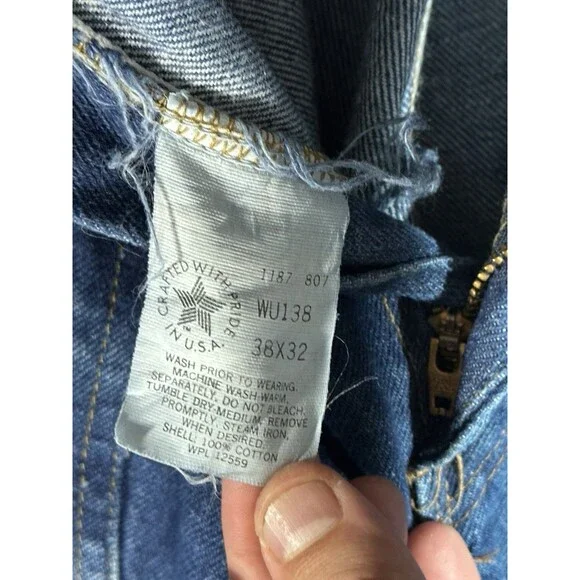 1187 807
CRAFTED WITH PRIDE
IN U.S.A.
TM
WU138
38X32
WASH PRIOR TO WEARING.
MACHINE WASH WARM,
SEPARATELY. DO NOT BLEACH.
TUMBLE DRY-MEDIUM. REMOVE
PROMPTLY. STEAM IRON,
WHEN DESIRED.
SHELL: 100% COTTON
WPL 12559